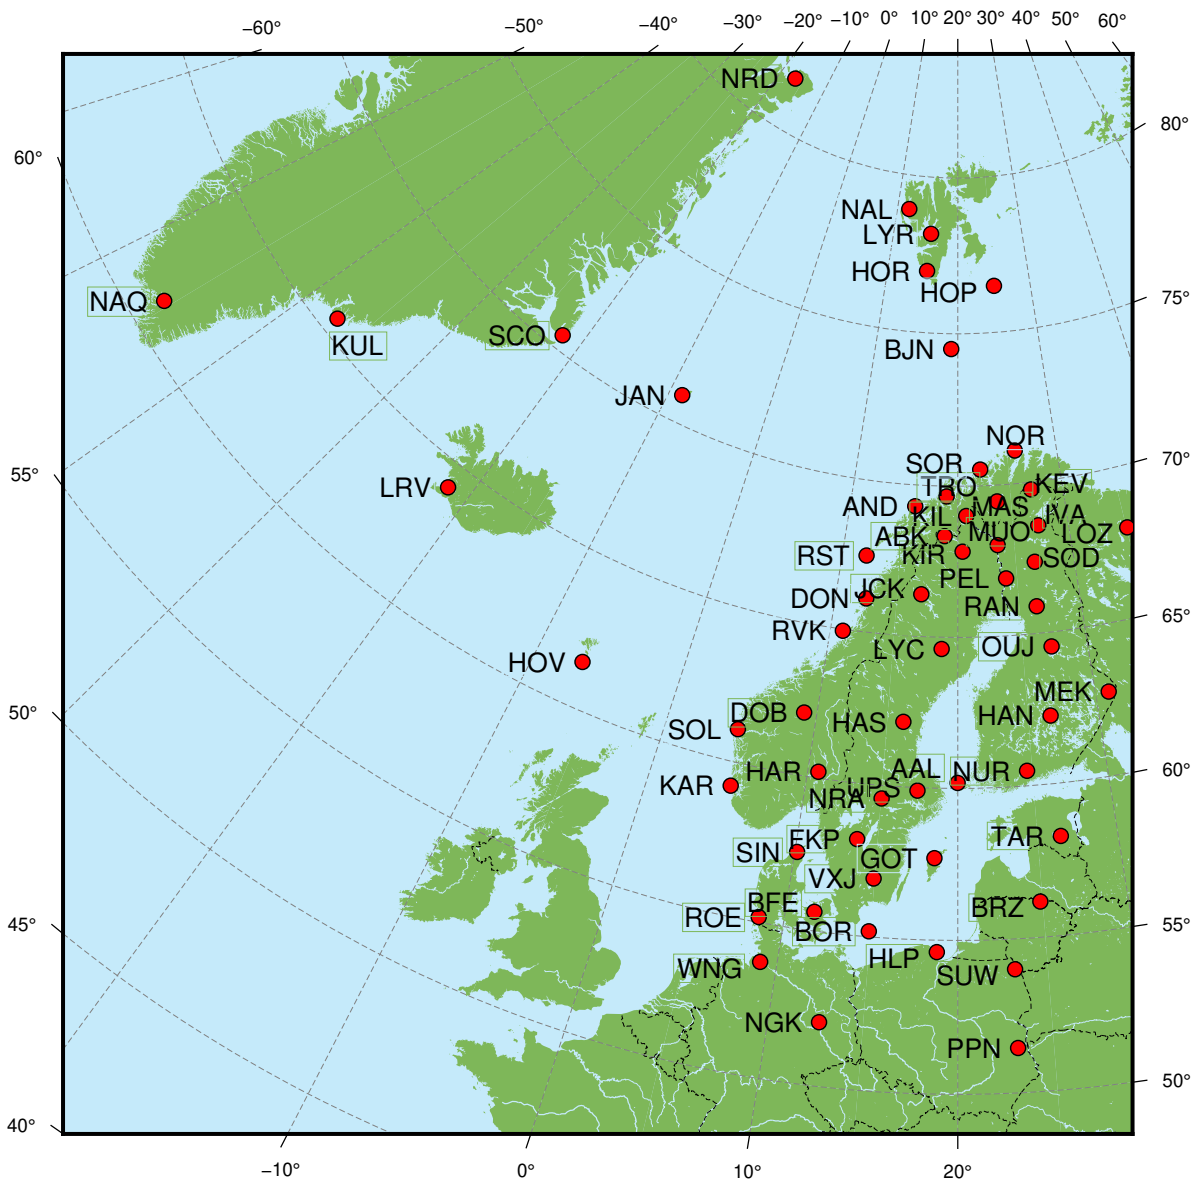 −60° −50° −40° −30° −20° −10° 0° 10° 20° 30° 40° 50° 60°
NRD
80°
60°
NAL
LYR
HOR
HOP
75°
NAQ
KUL
SCO
BJN
JAN
NOR
70°
SOR
55°
LRV
TRO
KEV
AND
KIL
MAS
IVA
ABK
MUO
LOZ
RST
KIR
SOD
PEL
JCK
DON
RAN
65°
RVK
LYC
OUJ
HOV
MEK
50°
DOB
HAN
SOL
HAS
AAL
NUR
60°
KAR
HAR
UPS
NRA
TAR
FKP
SIN
GOT
VXJ
BFE
BRZ
45°
ROE
BOR
55°
HLP
WNG
SUW
NGK
PPN
50°
40°
−10° 0° 10° 20°